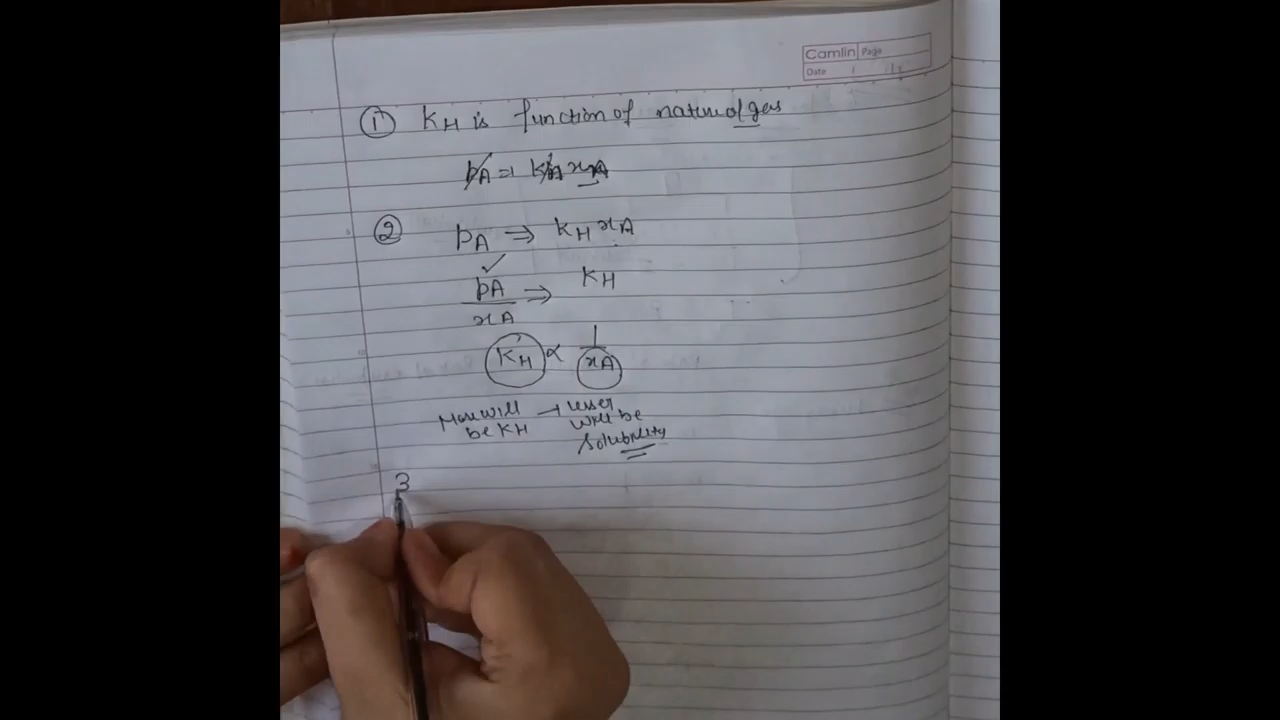 Camlin Page
Date
① KH is function of nature of gas
pA = KH xA
② pA ⇒ KH xA
✓
pA/xA ⇒ KH
KH ∝ 1/xA
More will → lesser
be KH will be
solubility
3